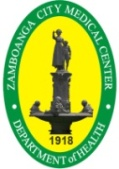 ZAMBOANGA CITY MEDICAL CENTER
1918
DEPARTMENT of HEALTH